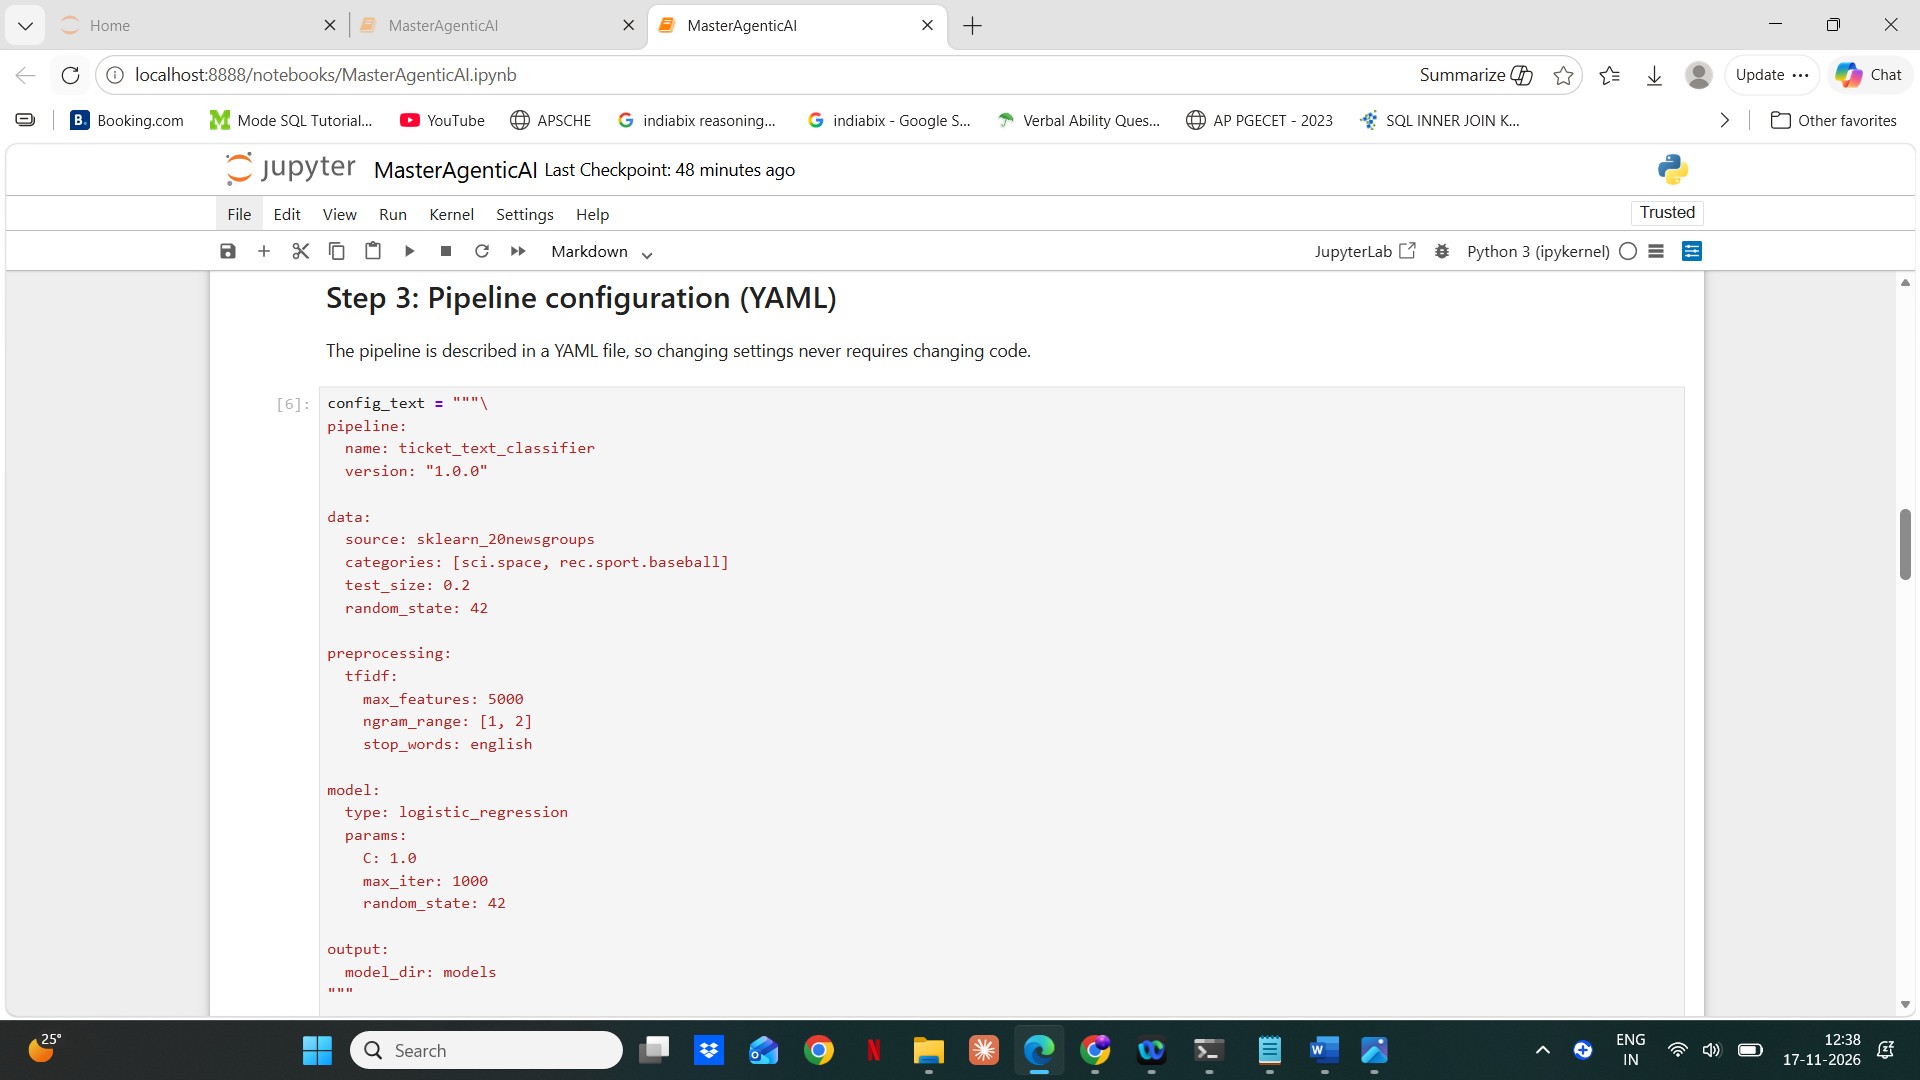 Home
MasterAgenticAI
MasterAgenticAI
localhost:8888/notebooks/MasterAgenticAI.ipynb
Summarize
Update
Chat
Booking.com
Mode SQL Tutorial...
YouTube
APSCHE
indiabix reasoning...
indiabix - Google S...
Verbal Ability Ques...
AP PGECET - 2023
SQL INNER JOIN K...
Other favorites
jupyter MasterAgenticAI Last Checkpoint: 48 minutes ago
File Edit View Run Kernel Settings Help
Trusted
Markdown
JupyterLab
Python 3 (ipykernel)
Step 3: Pipeline configuration (YAML)
The pipeline is described in a YAML file, so changing settings never requires changing code.
[6]:
config_text = """\
pipeline:
  name: ticket_text_classifier
  version: "1.0.0"
data:
  source: sklearn_20newsgroups
  categories: [sci.space, rec.sport.baseball]
  test_size: 0.2
  random_state: 42
preprocessing:
  tfidf:
    max_features: 5000
    ngram_range: [1, 2]
    stop_words: english
model:
  type: logistic_regression
  params:
    C: 1.0
    max_iter: 1000
    random_state: 42
output:
  model_dir: models
"""
25°
Search
ENG
IN
12:38
17-11-2026